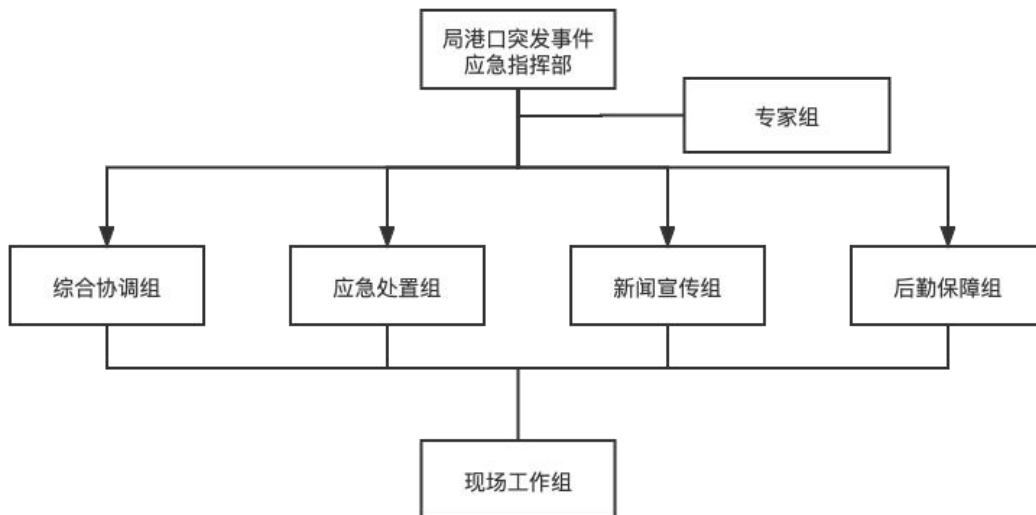 局港口突发事件
应急指挥部
专家组
综合协调组
应急处置组
新闻宣传组
后勤保障组
现场工作组